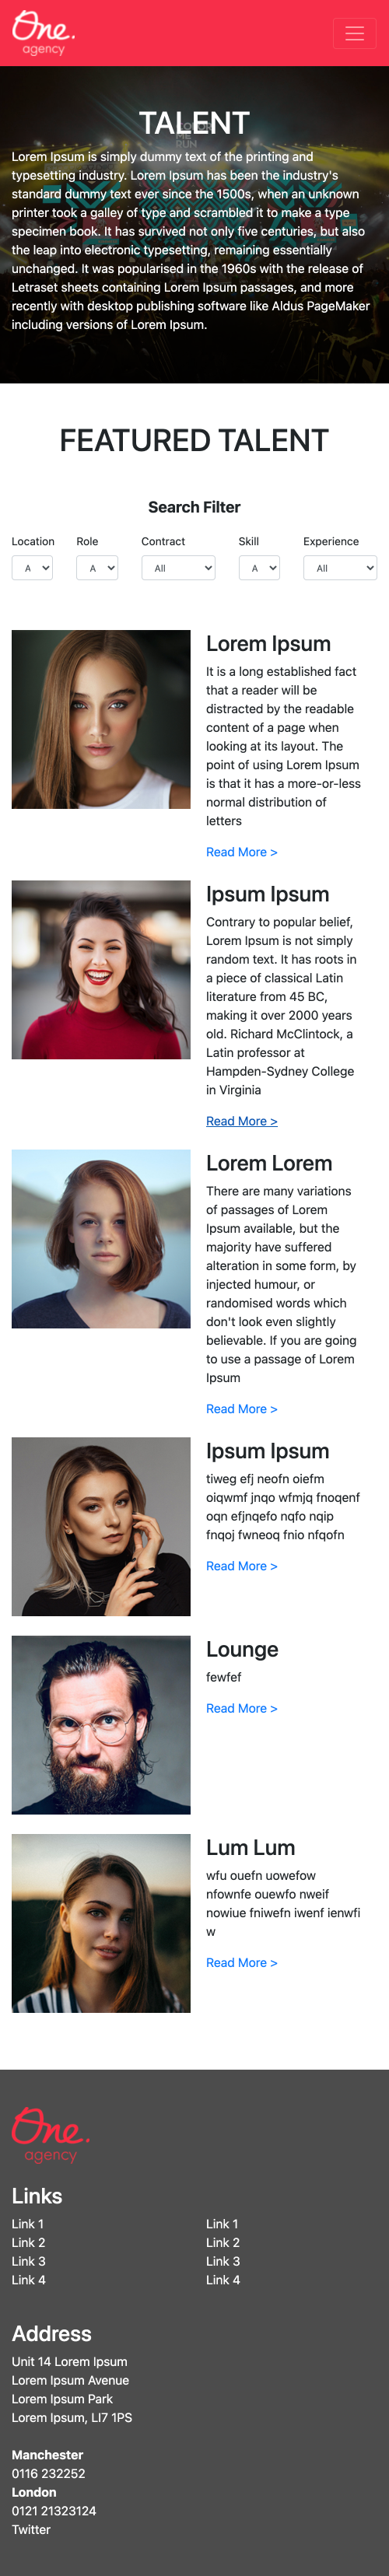 One.
agency
TALENT
Lorem Ipsum is simply dummy text of the printing and
typesetting industry. Lorem Ipsum has been the industry's
standard dummy text ever since the 1500s, when an unknown
printer took a galley of type and scrambled it to make a type
specimen book. It has survived not only five centuries, but also
the leap into electronic typesetting, remaining essentially
unchanged. It was popularised in the 1960s with the release of
Letraset sheets containing Lorem Ipsum passages, and more
recently with desktop publishing software like Aldus PageMaker
including versions of Lorem Ipsum.
FEATURED TALENT
Search Filter
Location Role Contract Skill Experience
A A All A All
Lorem Ipsum
It is a long established fact
that a reader will be
distracted by the readable
content of a page when
looking at its layout. The
point of using Lorem Ipsum
is that it has a more-or-less
normal distribution of
letters
Read More >
Ipsum Ipsum
Contrary to popular belief,
Lorem Ipsum is not simply
random text. It has roots in
a piece of classical Latin
literature from 45 BC,
making it over 2000 years
old. Richard McClintock, a
Latin professor at
Hampden-Sydney College
in Virginia
Read More >
Lorem Lorem
There are many variations
of passages of Lorem
Ipsum available, but the
majority have suffered
alteration in some form, by
injected humour, or
randomised words which
don't look even slightly
believable. If you are going
to use a passage of Lorem
Ipsum
Read More >
Ipsum Ipsum
tiweg efj neofn oiefm
oiqwmf jnqo wfmjq fnoqenf
oqn efjnqefo nqfo nqip
fnqoj fwneoq fnio nfqofn
Read More >
Lounge
fewfef
Read More >
Lum Lum
wfu ouefn uowefow
nfownfe ouewfo nweif
nowiue fniwefn iwenf ienwfi
w
Read More >
One.
agency
Links
Link 1 Link 1
Link 2 Link 2
Link 3 Link 3
Link 4 Link 4
Address
Unit 14 Lorem Ipsum
Lorem Ipsum Avenue
Lorem Ipsum Park
Lorem Ipsum, LI7 1PS
Manchester
0116 232252
London
0121 21323124
Twitter